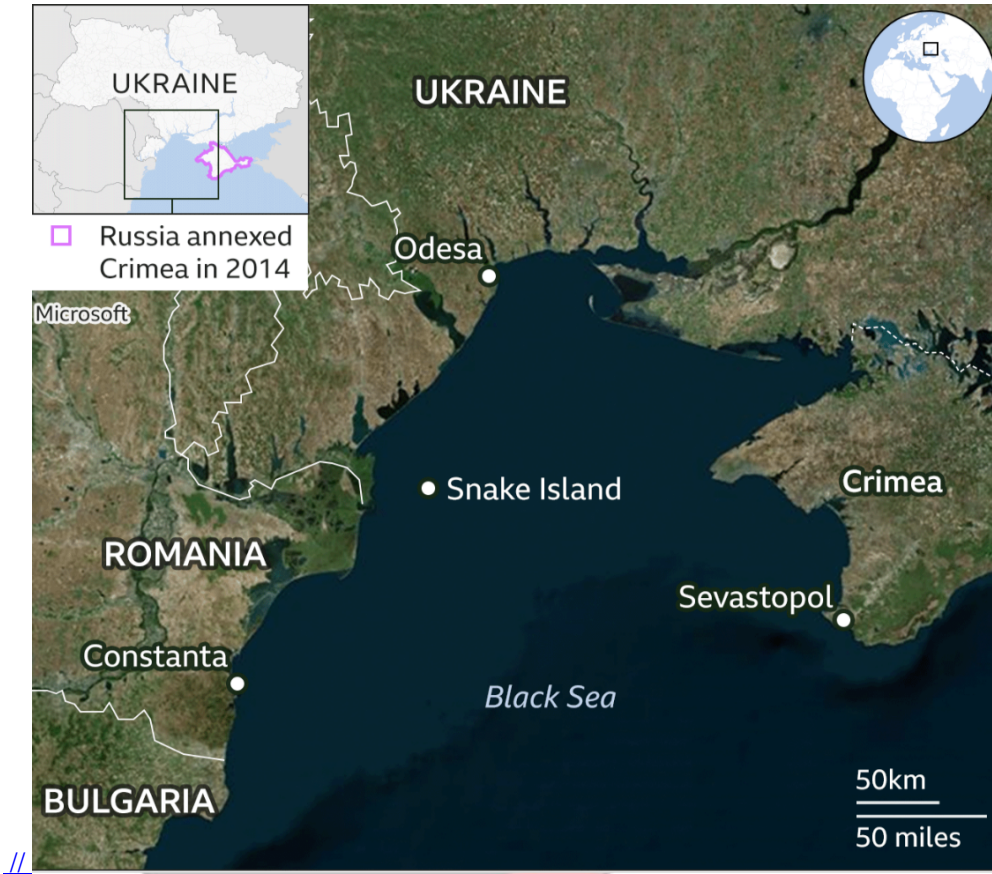 UKRAINE
Russia annexed
Crimea in 2014
Microsoft
UKRAINE
Odesa
Snake Island
Crimea
ROMANIA
Sevastopol
Constanta
Black Sea
BULGARIA
50km
50 miles
//